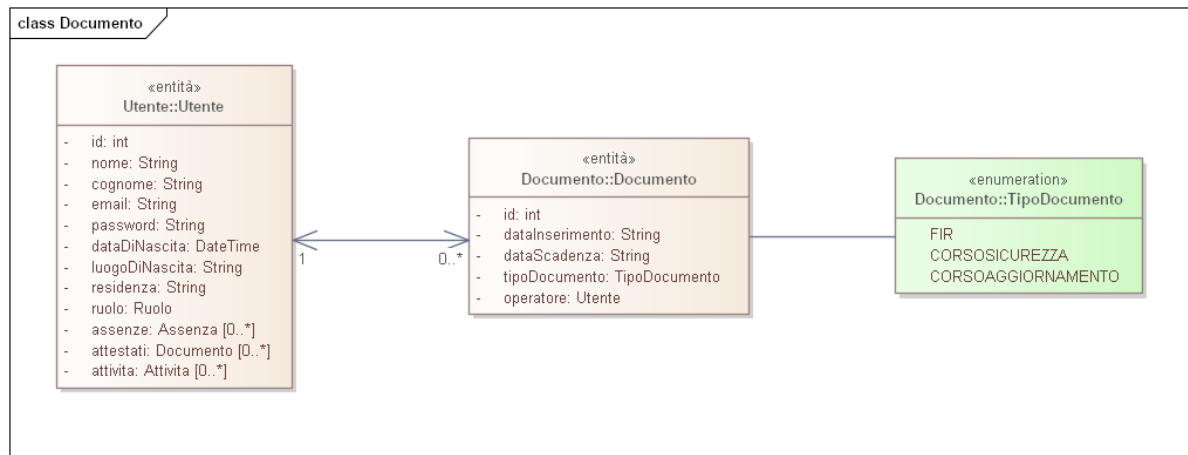 class Documento
«entità»
Utente::Utente
- id: int
- nome: String
- cognome: String
- email: String
- password: String
- dataDiNascita: DateTime
- luogoDiNascita: String
- residenza: String
- ruolo: Ruolo
- assenze: Assenza [0..*]
- attestati: Documento [0..*]
- attivita: Attivita [0..*]
1
0..*
«entità»
Documento::Documento
- id: int
- dataInserimento: String
- dataScadenza: String
- tipoDocumento: TipoDocumento
- operatore: Utente
«enumeration»
Documento::TipoDocumento
FIR
CORSOSICUREZZA
CORSOAGGIORNAMENTO